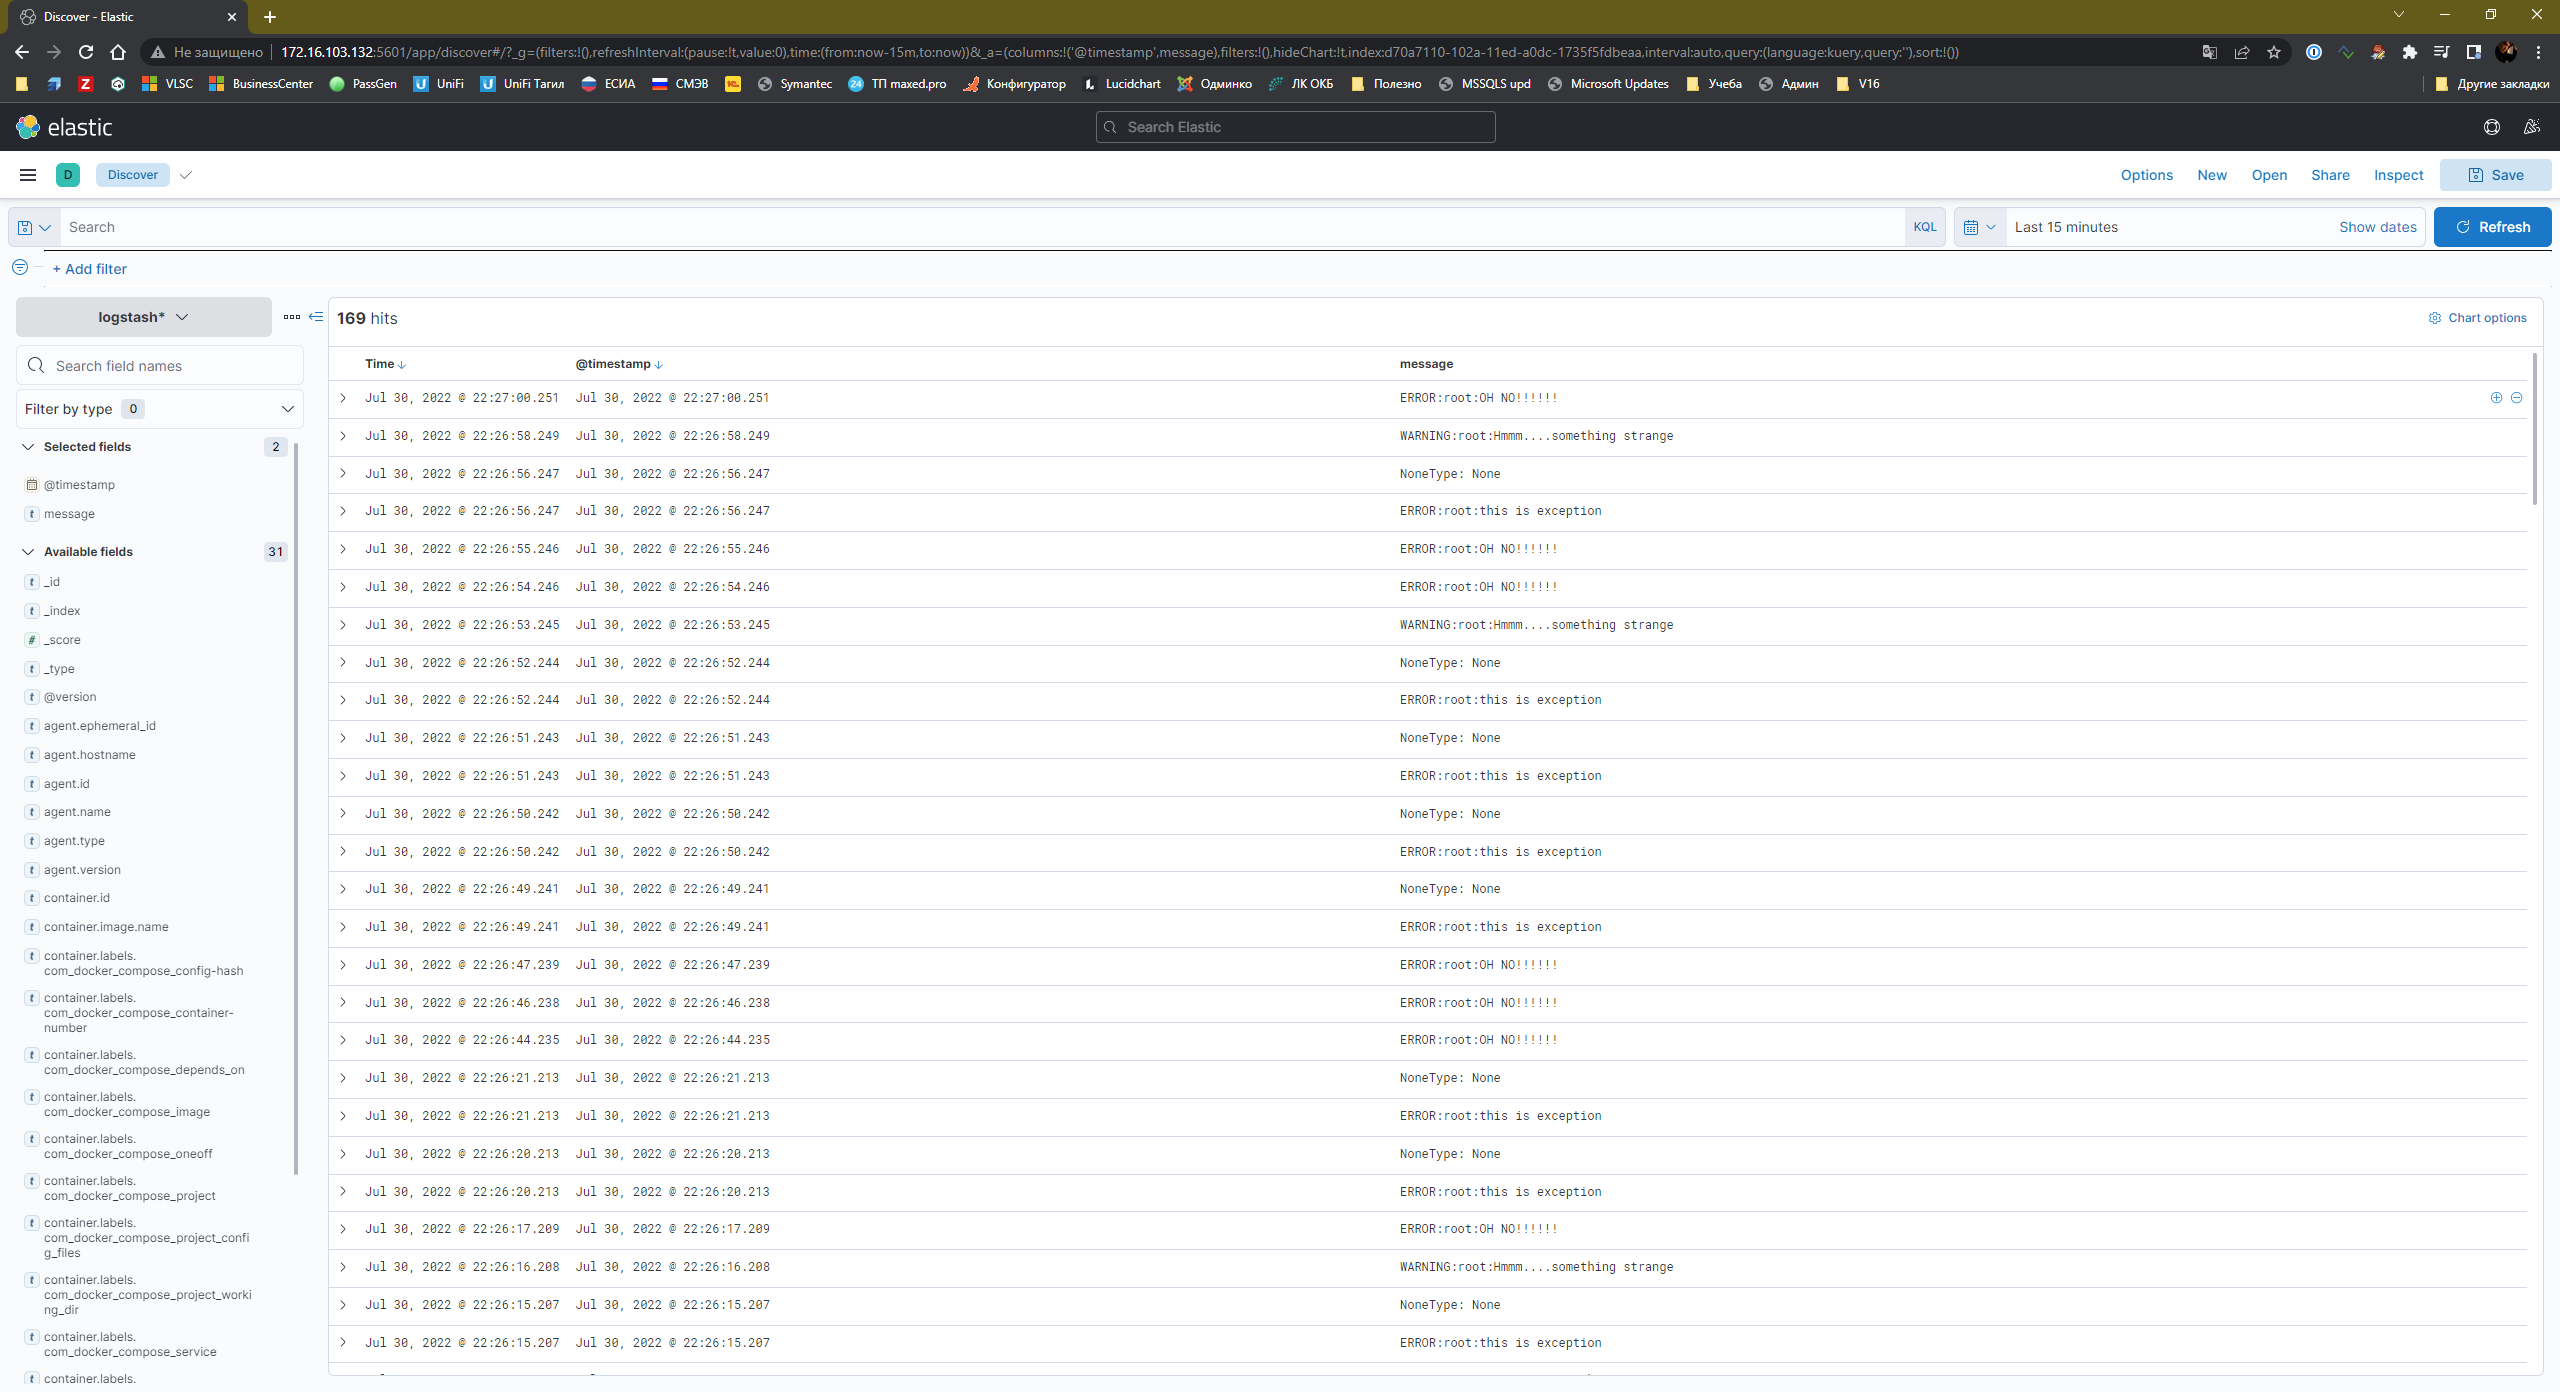 Discover - Elastic
Не защищено 172.16.103.132:5601/app/discover#/?_g=(filters:!(),refreshInterval:(pause:!t,value:0),time:(from:now-15m,to:now))&_a=(columns:!('@timestamp',message),filters:!(),hideChart:!t,index:d70a7110-102a-11ed-a0dc-1735f5fdbeaa,interval:auto,query:(language:kuery,query:''),sort:!())
VLSC BusinessCenter PassGen UniFi UniFi Тагил ЕСИА СМЭВ Symantec ТП maxed.pro Конфигуратор Lucidchart Одминко ЛК ОКБ Полезно MSSQLS upd Microsoft Updates Учеба Админ V16 Другие закладки
elastic Search Elastic
D Discover Options New Open Share Inspect Save
Search KQL Last 15 minutes Show dates Refresh
+ Add filter
logstash* 169 hits Chart options
Search field names
Filter by type 0
Selected fields 2
@timestamp
message
Available fields 31
_id
_index
_score
_type
@version
agent.ephemeral_id
agent.hostname
agent.id
agent.name
agent.type
agent.version
container.id
container.image.name
container.labels.
com_docker_compose_config-hash
container.labels.
com_docker_compose_container-
number
container.labels.
com_docker_compose_depends_on
container.labels.
com_docker_compose_image
container.labels.
com_docker_compose_oneoff
container.labels.
com_docker_compose_project
container.labels.
com_docker_compose_project_confi
g_files
container.labels.
com_docker_compose_project_worki
ng_dir
container.labels.
com_docker_compose_service
container.labels.
Time @timestamp message
Jul 30, 2022 @ 22:27:00.251 Jul 30, 2022 @ 22:27:00.251 ERROR:root:OH NO!!!!!!
Jul 30, 2022 @ 22:26:58.249 Jul 30, 2022 @ 22:26:58.249 WARNING:root:Hmmm....something strange
Jul 30, 2022 @ 22:26:56.247 Jul 30, 2022 @ 22:26:56.247 NoneType: None
Jul 30, 2022 @ 22:26:56.247 Jul 30, 2022 @ 22:26:56.247 ERROR:root:this is exception
Jul 30, 2022 @ 22:26:55.246 Jul 30, 2022 @ 22:26:55.246 ERROR:root:OH NO!!!!!!
Jul 30, 2022 @ 22:26:54.246 Jul 30, 2022 @ 22:26:54.246 ERROR:root:OH NO!!!!!!
Jul 30, 2022 @ 22:26:53.245 Jul 30, 2022 @ 22:26:53.245 WARNING:root:Hmmm....something strange
Jul 30, 2022 @ 22:26:52.244 Jul 30, 2022 @ 22:26:52.244 NoneType: None
Jul 30, 2022 @ 22:26:52.244 Jul 30, 2022 @ 22:26:52.244 ERROR:root:this is exception
Jul 30, 2022 @ 22:26:51.243 Jul 30, 2022 @ 22:26:51.243 NoneType: None
Jul 30, 2022 @ 22:26:51.243 Jul 30, 2022 @ 22:26:51.243 ERROR:root:this is exception
Jul 30, 2022 @ 22:26:50.242 Jul 30, 2022 @ 22:26:50.242 NoneType: None
Jul 30, 2022 @ 22:26:50.242 Jul 30, 2022 @ 22:26:50.242 ERROR:root:this is exception
Jul 30, 2022 @ 22:26:49.241 Jul 30, 2022 @ 22:26:49.241 NoneType: None
Jul 30, 2022 @ 22:26:49.241 Jul 30, 2022 @ 22:26:49.241 ERROR:root:this is exception
Jul 30, 2022 @ 22:26:47.239 Jul 30, 2022 @ 22:26:47.239 ERROR:root:OH NO!!!!!!
Jul 30, 2022 @ 22:26:46.238 Jul 30, 2022 @ 22:26:46.238 ERROR:root:OH NO!!!!!!
Jul 30, 2022 @ 22:26:44.235 Jul 30, 2022 @ 22:26:44.235 ERROR:root:OH NO!!!!!!
Jul 30, 2022 @ 22:26:21.213 Jul 30, 2022 @ 22:26:21.213 NoneType: None
Jul 30, 2022 @ 22:26:21.213 Jul 30, 2022 @ 22:26:21.213 ERROR:root:this is exception
Jul 30, 2022 @ 22:26:20.213 Jul 30, 2022 @ 22:26:20.213 NoneType: None
Jul 30, 2022 @ 22:26:20.213 Jul 30, 2022 @ 22:26:20.213 ERROR:root:this is exception
Jul 30, 2022 @ 22:26:17.209 Jul 30, 2022 @ 22:26:17.209 ERROR:root:OH NO!!!!!!
Jul 30, 2022 @ 22:26:16.208 Jul 30, 2022 @ 22:26:16.208 WARNING:root:Hmmm....something strange
Jul 30, 2022 @ 22:26:15.207 Jul 30, 2022 @ 22:26:15.207 NoneType: None
Jul 30, 2022 @ 22:26:15.207 Jul 30, 2022 @ 22:26:15.207 ERROR:root:this is exception